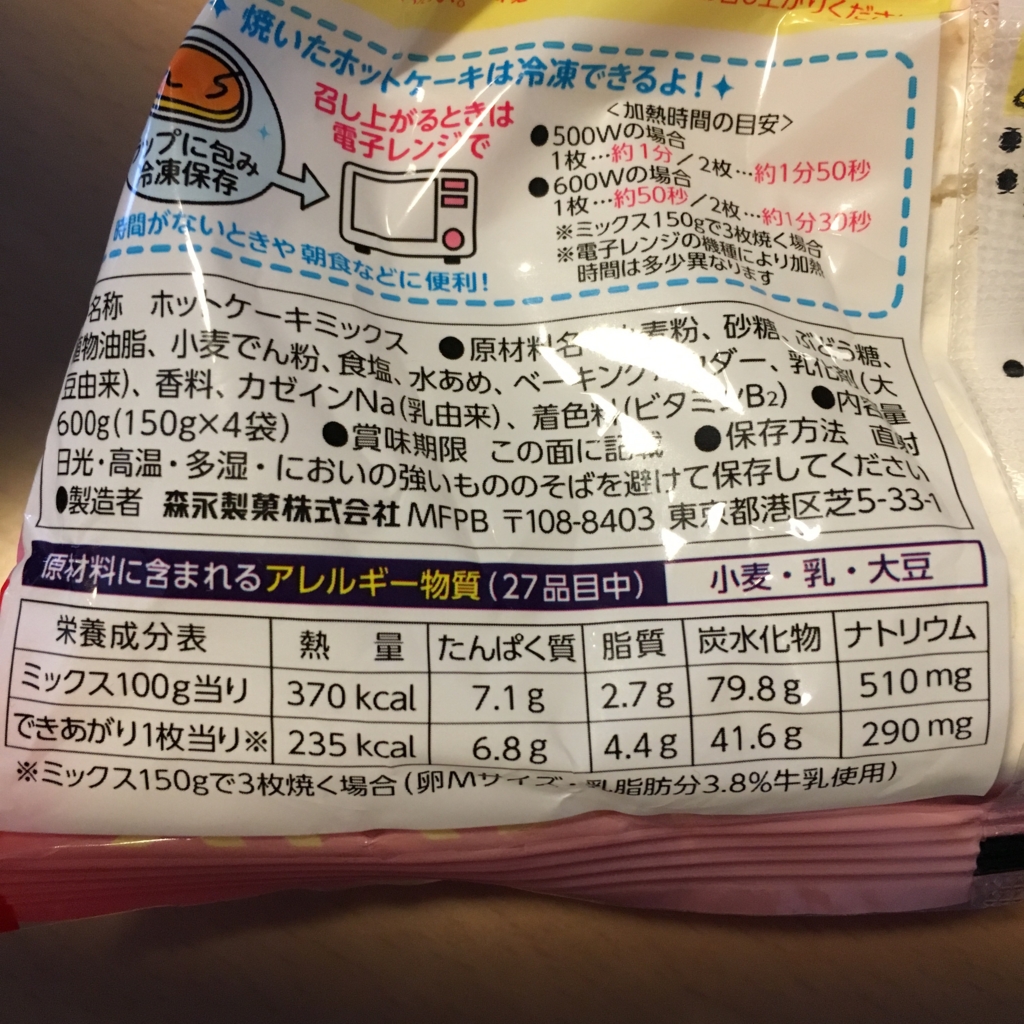 焼いたホットケーキは冷凍できるよ！
召し上がるときは
電子レンジで
ップに包み
冷凍保存
時間がないときや 朝食などに便利！
<加熱時間の目安>
●500Wの場合
1枚…約1分／2枚…約1分50秒
●600Wの場合
1枚…約50秒／2枚…約1分30秒
※ミックス150gで3枚焼く場合
※電子レンジの機種により加熱
時間は多少異なります
名称 ホットケーキミックス ●原材料名 小麦粉、砂糖、ぶどう糖、
植物油脂、小麦でん粉、食塩、水あめ、ベーキングパウダー、乳化剤(大
豆由来)、香料、カゼインNa(乳由来)、着色料(ビタミンB₂) ●内容量
600g(150g×4袋) ●賞味期限 この面に記載 ●保存方法 直射
日光・高温・多湿・においの強いもののそばを避けて保存してください
●製造者 森永製菓株式会社 MFPB 〒108-8403 東京都港区芝5-33-1
原材料に含まれるアレルギー物質(27品目中) 小麦・乳・大豆
栄養成分表 熱 量 たんぱく質 脂質 炭水化物 ナトリウム
ミックス100g当り 370 kcal 7.1 g 2.7 g 79.8 g 510 mg
できあがり1枚当り※ 235 kcal 6.8 g 4.4 g 41.6 g 290 mg
※ミックス150gで3枚焼く場合(卵Mサイズ・乳脂肪分3.8%牛乳使用)